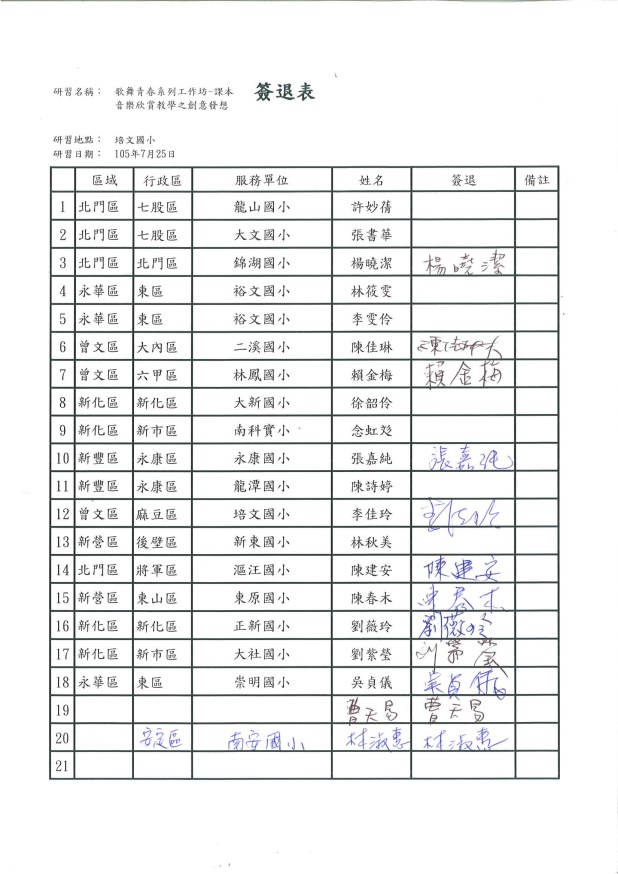 簽退表
研習名稱： 歌舞青春系列工作坊-課本
音樂欣賞教學之創意發想
研習地點： 培文國小
研習日期： 105年7月25日
區域 行政區 服務單位 姓名 簽退 備註
1 北門區 七股區 龍山國小 許妙蒨
2 北門區 七股區 大文國小 張書華
3 北門區 北門區 錦湖國小 楊曉潔 楊曉潔
4 永華區 東區 裕文國小 林筱雯
5 永華區 東區 裕文國小 李雯伶
6 曾文區 大內區 二溪國小 陳佳琳
7 曾文區 六甲區 林鳳國小 賴金梅 賴金梅
8 新化區 新化區 大新國小 徐韶伶
9 新化區 新市區 南科實小 念虹
10 新豐區 永康區 永康國小 張嘉純 張嘉純
11 新豐區 永康區 龍潭國小 陳詩婷
12 曾文區 麻豆區 培文國小 李佳玲
13 新營區 後壁區 新東國小 林秋美
14 北門區 將軍區 漚汪國小 陳建安 陳建安
15 新營區 東山區 東原國小 陳春木 陳春木
16 新化區 新化區 正新國小 劉薇玲 劉薇玲
17 新化區 新市區 大社國小 劉紫瑩
18 永華區 東區 崇明國小 吳貞儀 吳貞儀
19 曹天易 曹天易
20 安定區 南安國小 林淑惠 林淑惠
21